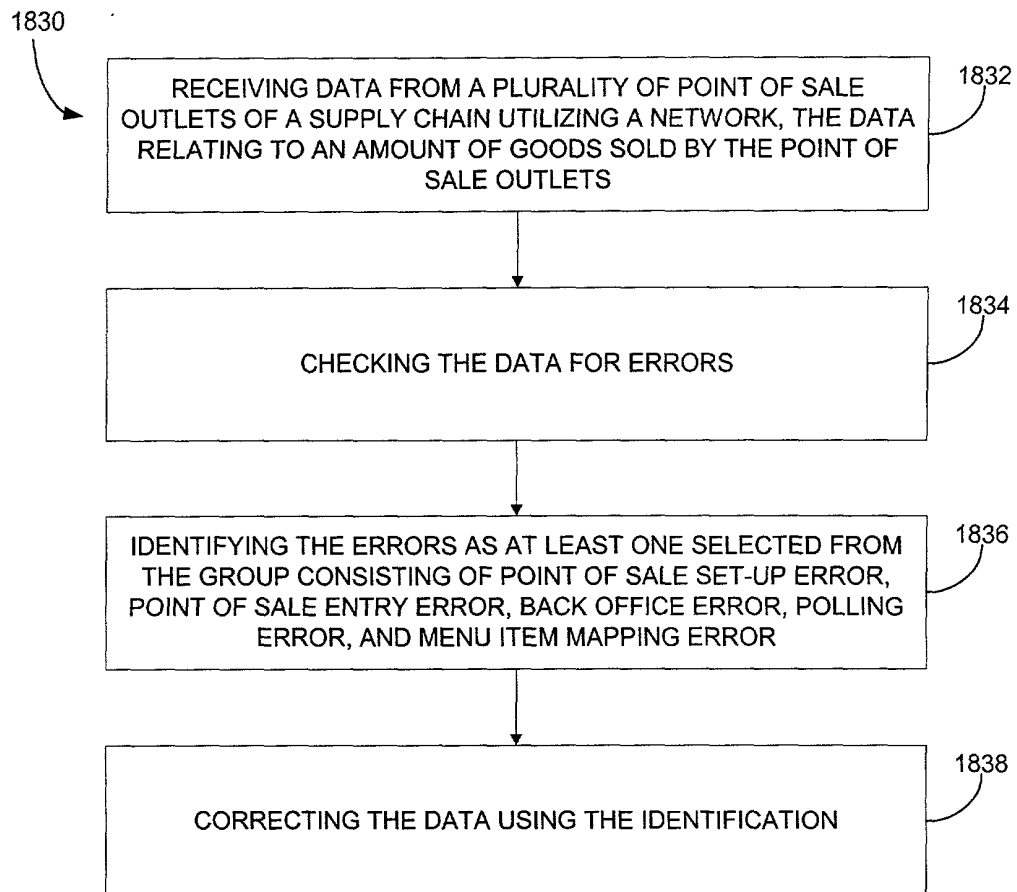 1830
RECEIVING DATA FROM A PLURALITY OF POINT OF SALE
OUTLETS OF A SUPPLY CHAIN UTILIZING A NETWORK, THE DATA
RELATING TO AN AMOUNT OF GOODS SOLD BY THE POINT OF
SALE OUTLETS
1832
CHECKING THE DATA FOR ERRORS
1834
IDENTIFYING THE ERRORS AS AT LEAST ONE SELECTED FROM
THE GROUP CONSISTING OF POINT OF SALE SET-UP ERROR,
POINT OF SALE ENTRY ERROR, BACK OFFICE ERROR, POLLING
ERROR, AND MENU ITEM MAPPING ERROR
1836
CORRECTING THE DATA USING THE IDENTIFICATION
1838